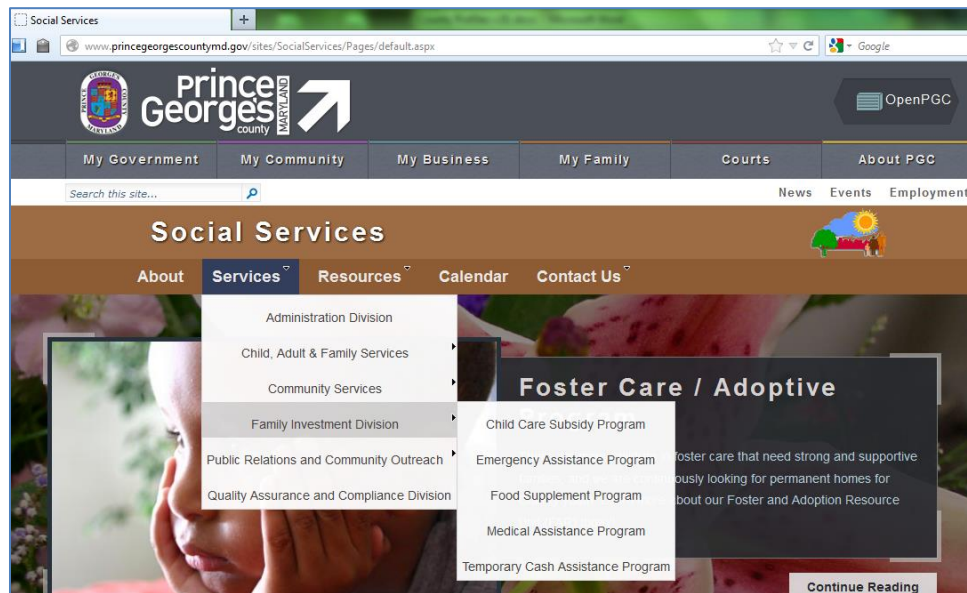 Social Services
+
www.princegeorgescountymd.gov/sites/SocialServices/Pages/default.aspx
Google
PRINCE GEORGE'S MARYLAND
Prince
George's
county
MARYLAND
OpenPGC
My Government My Community My Business My Family Courts About PGC
Search this site...
News Events Employment
Social Services
About Services Resources Calendar Contact Us
Administration Division
Child, Adult & Family Services
Community Services
Family Investment Division
Public Relations and Community Outreach
Quality Assurance and Compliance Division
Child Care Subsidy Program
Emergency Assistance Program
Food Supplement Program
Medical Assistance Program
Temporary Cash Assistance Program
Foster Care / Adoptive
Program
foster care that need strong and supportive
looking for permanent homes for
about our Foster and Adoption Resource
Continue Reading